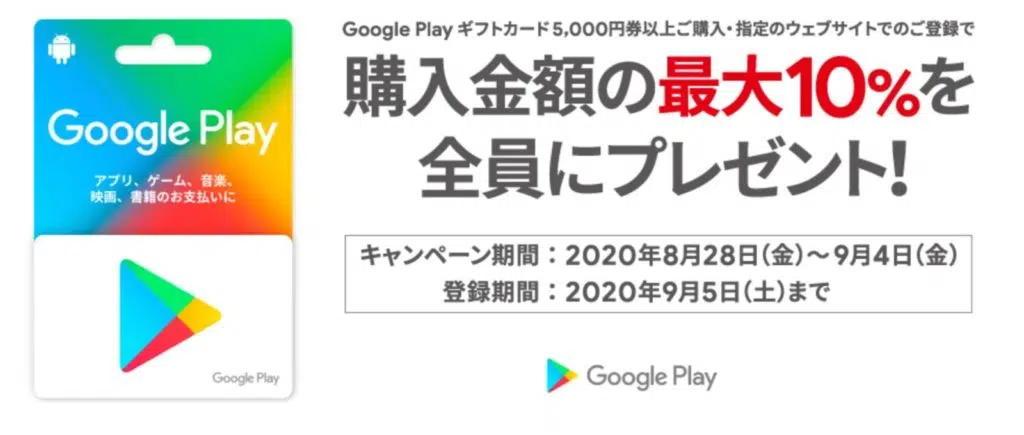 Google Play
アプリ、ゲーム、音楽、
映画、書籍のお支払いに
Google Play
Google Play ギフトカード5,000円券以上ご購入・指定のウェブサイトでのご登録で
購入金額の最大10%を
全員にプレゼント!
キャンペーン期間：2020年8月28日(金)～9月4日(金)
登録期間：2020年9月5日(土)まで
Google Play